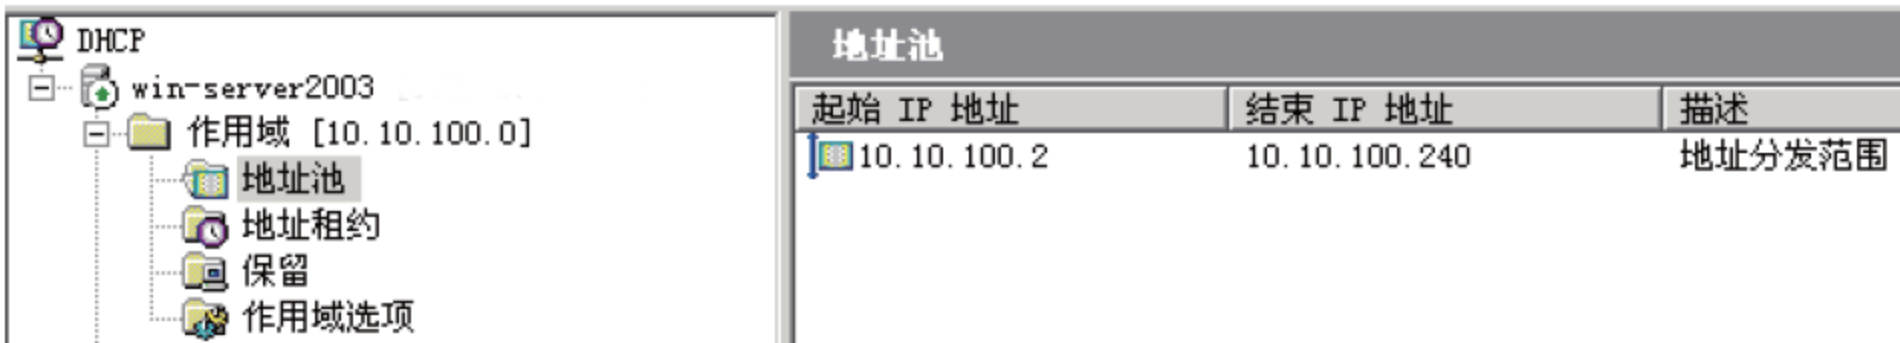 DHCP
win-server2003
作用域 [10.10.100.0]
地址池
地址租约
保留
作用域选项
地址池
起始 IP 地址 结束 IP 地址 描述
10.10.100.2 10.10.100.240 地址分发范围